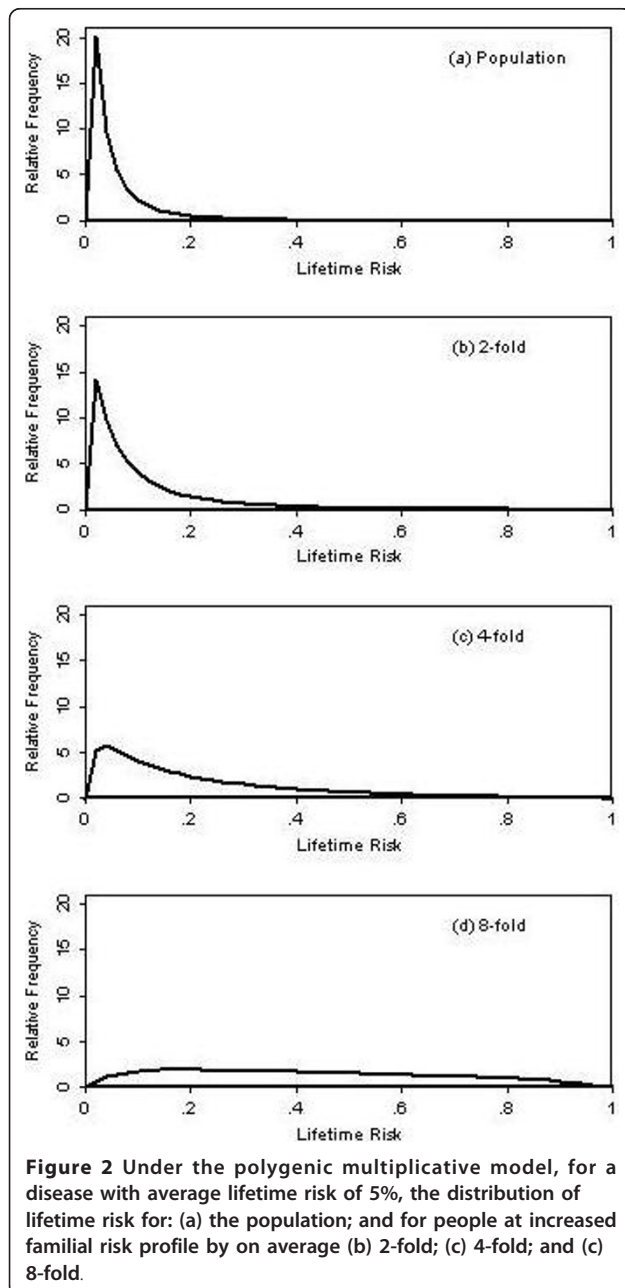 20
15
10
5
0
Relative Frequency
(a) Population
0 .2 .4 .6 .8 1
Lifetime Risk
20
15
10
5
0
Relative Frequency
(b) 2-fold
0 .2 .4 .6 .8 1
Lifetime Risk
20
15
10
5
0
Relative Frequency
(c) 4-fold
0 .2 .4 .6 .8 1
Lifetime Risk
20
15
10
5
0
Relative Frequency
(d) 8-fold
0 .2 .4 .6 .8 1
Lifetime Risk
Figure 2 Under the polygenic multiplicative model, for a
disease with average lifetime risk of 5%, the distribution of
lifetime risk for: (a) the population; and for people at increased
familial risk profile by on average (b) 2-fold; (c) 4-fold; and (c)
8-fold.